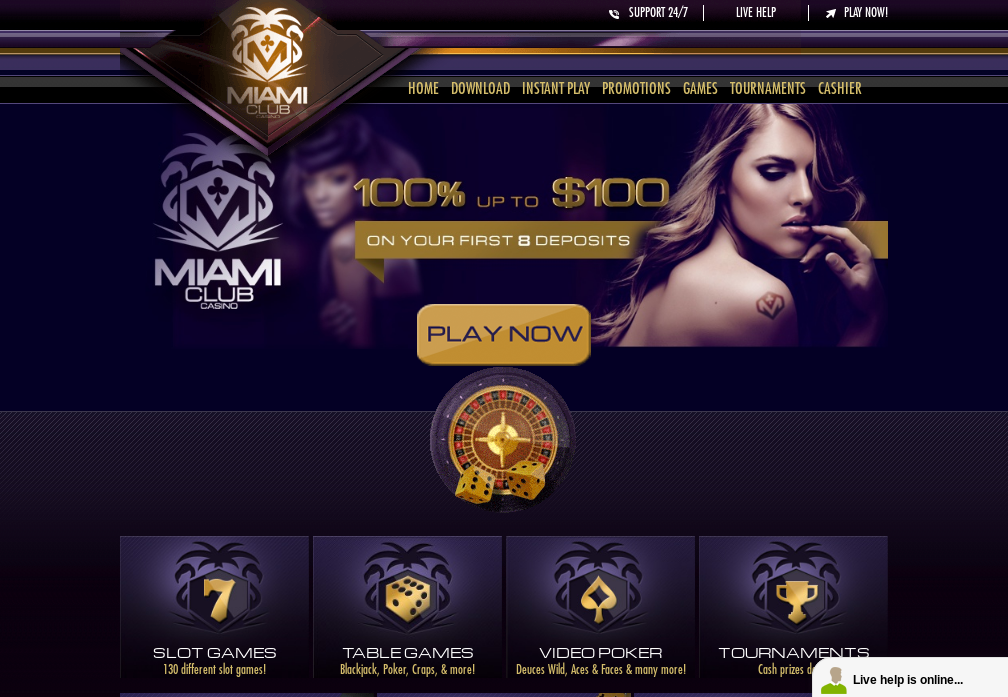 SUPPORT 24/7
LIVE HELP
PLAY NOW!
MIAMI
CLUB
CASINO
HOME DOWNLOAD INSTANT PLAY PROMOTIONS GAMES TOURNAMENTS CASHIER
MIAMI
CLUB
CASINO
100% UP TO $100
ON YOUR FIRST 8 DEPOSITS
PLAY NOW
7
SLOT GAMES
130 different slot games!
TABLE GAMES
Blackjack, Poker, Craps, & more!
VIDEO POKER
Deuces Wild, Aces & Faces & many more!
TOURNAMENTS
Cash prizes
Live help is online...